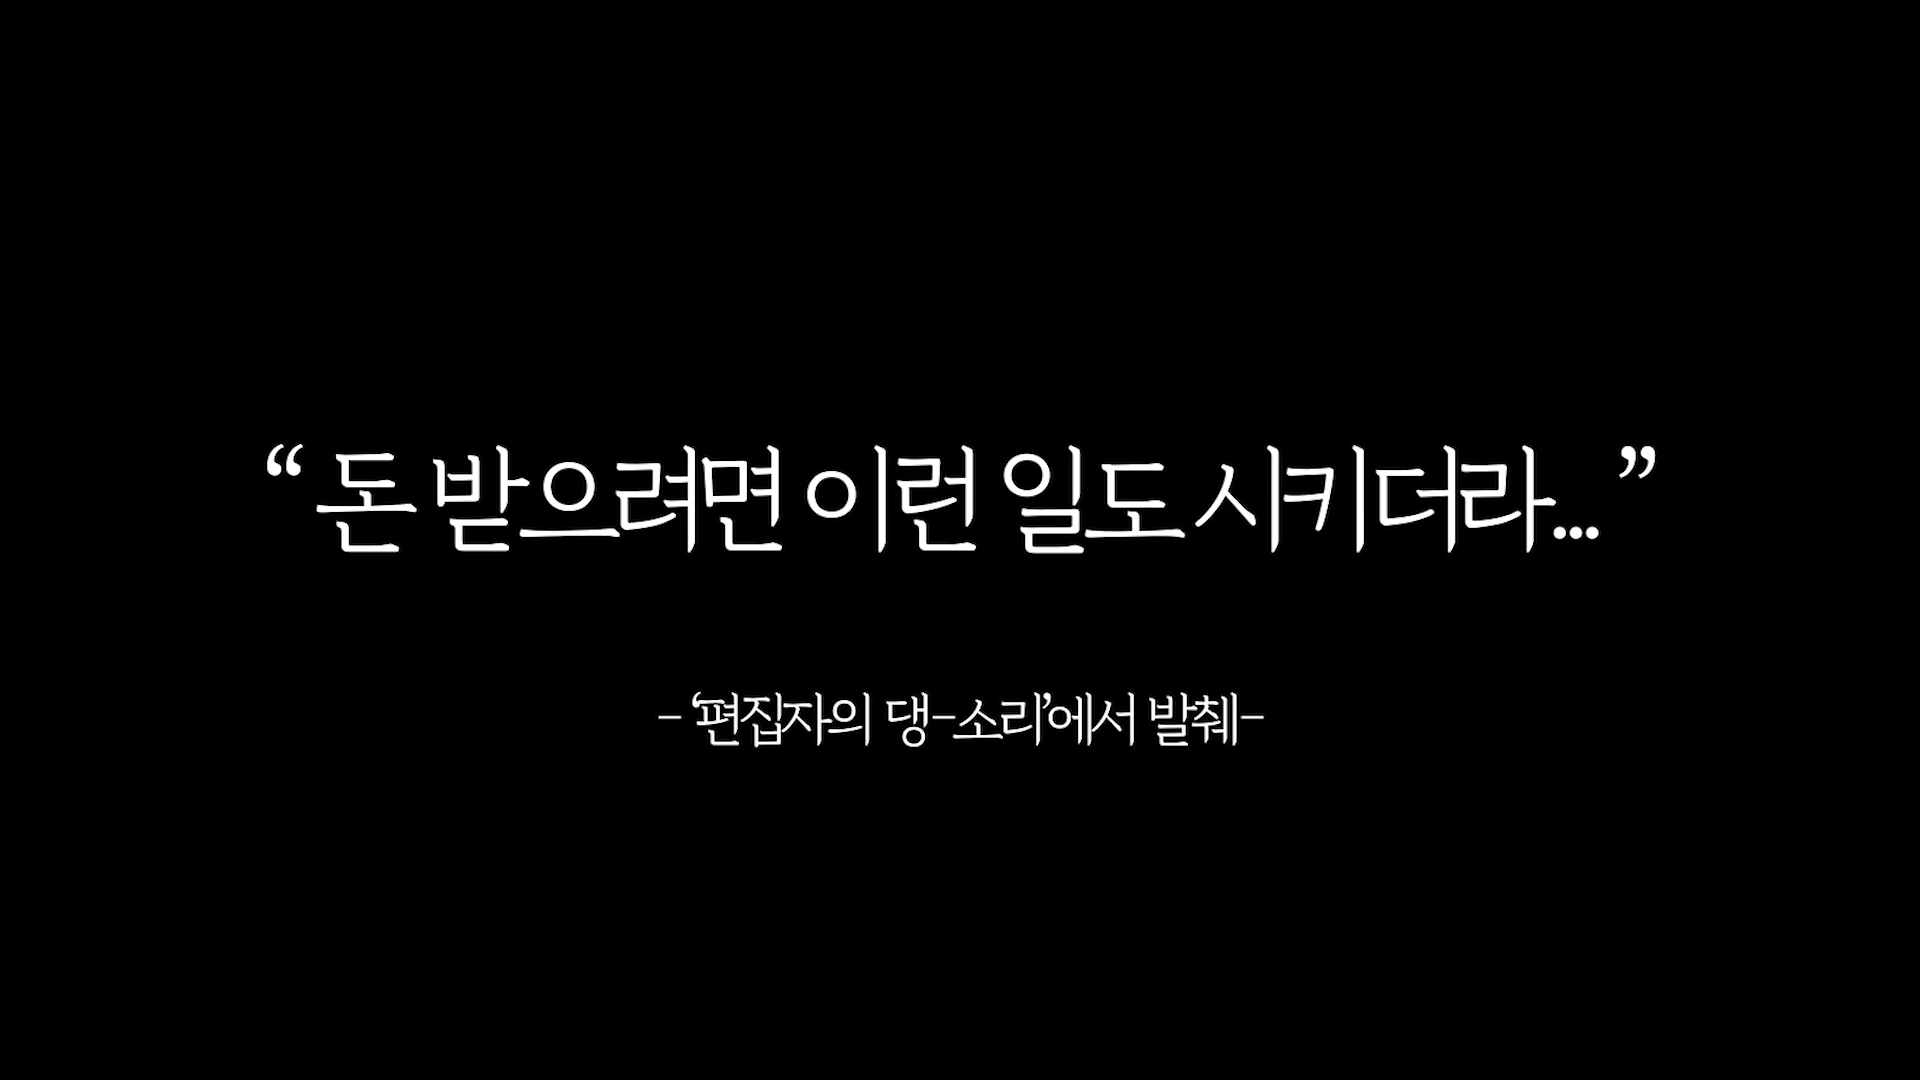 “ 돈 받으려면 이런 일도 시키더라... ”
- ‘편집자의 댕-소리’에서 발췌-